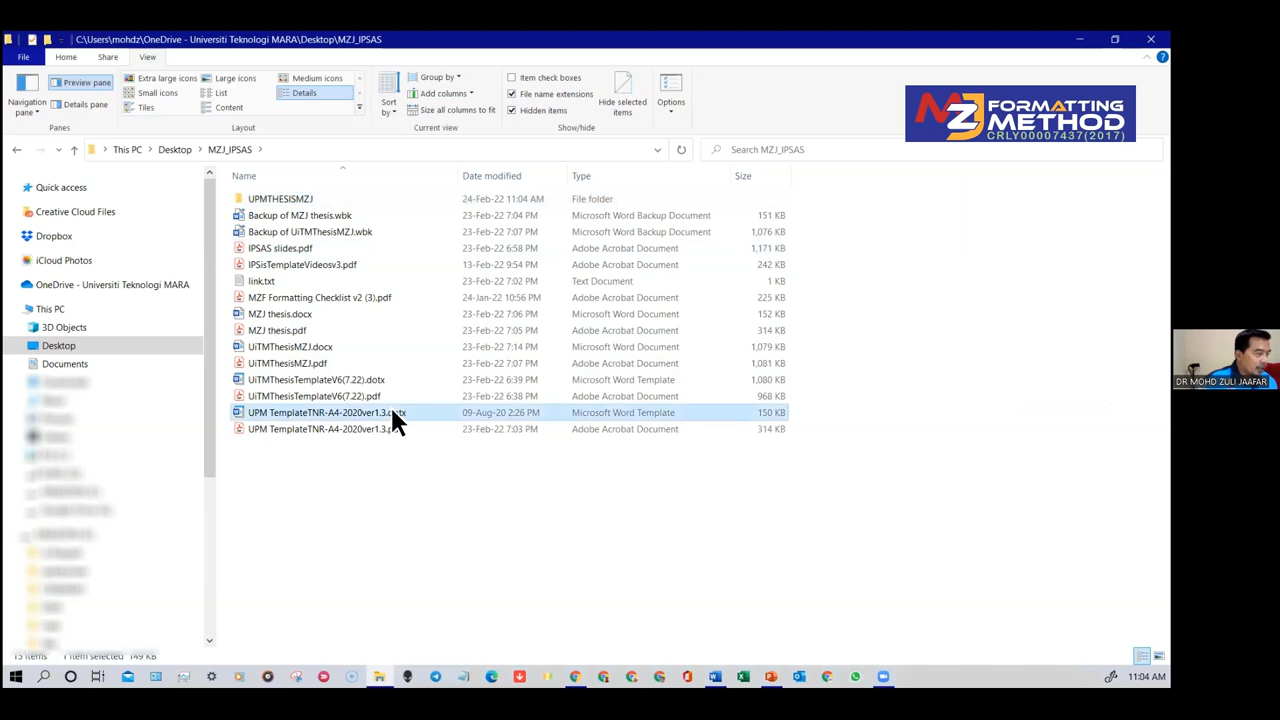 C:\Users\mohdz\OneDrive - Universiti Teknologi MARA\Desktop\MZJ_IPSAS
File Home Share View
Preview pane Extra large icons Large icons Medium icons Group by Item check boxes
Small icons List Details Add columns File name extensions
Navigation pane Details pane Tiles Content Sort by Size all columns to fit Hidden items Hide selected items Options
Panes Layout Current view Show/hide
MZJ FORMATTING
METHOD
CRLY00007437(2017)
This PC Desktop MZJ_IPSAS Search MZJ_IPSAS
Name Date modified Type Size
UPMTHESISMZJ 24-Feb-22 11:04 AM File folder
Backup of MZJ thesis.wbk 23-Feb-22 7:04 PM Microsoft Word Backup Document 151 KB
Backup of UiTMThesisMZJ.wbk 23-Feb-22 7:07 PM Microsoft Word Backup Document 1,076 KB
IPSAS slides.pdf 23-Feb-22 6:58 PM Adobe Acrobat Document 1,171 KB
IPSisTemplateVideosv3.pdf 13-Feb-22 9:54 PM Adobe Acrobat Document 242 KB
link.txt 23-Feb-22 7:02 PM Text Document 1 KB
MZF Formatting Checklist v2 (3).pdf 24-Jan-22 10:56 PM Adobe Acrobat Document 225 KB
MZJ thesis.docx 23-Feb-22 7:06 PM Microsoft Word Document 152 KB
MZJ thesis.pdf 23-Feb-22 7:05 PM Adobe Acrobat Document 314 KB
UiTMThesisMZJ.docx 23-Feb-22 7:14 PM Microsoft Word Document 1,079 KB
UiTMThesisMZJ.pdf 23-Feb-22 7:07 PM Adobe Acrobat Document 1,081 KB
UiTMThesisTemplateV6(7.22).dotx 23-Feb-22 6:39 PM Microsoft Word Template 1,080 KB
UiTMThesisTemplateV6(7.22).pdf 23-Feb-22 6:38 PM Adobe Acrobat Document 968 KB
UPM 09-Aug-20 2:26 PM Microsoft Word Template 150 KB
UPM 23-Feb-22 7:03 PM Adobe Acrobat Document 314 KB
Quick access
Creative Cloud Files
Dropbox
iCloud Photos
OneDrive - Universiti Teknologi MARA
This PC
3D Objects
Desktop
Documents
15 items 1 item selected 149 KB
11:04 AM
DR MOHD ZULI JAAFAR